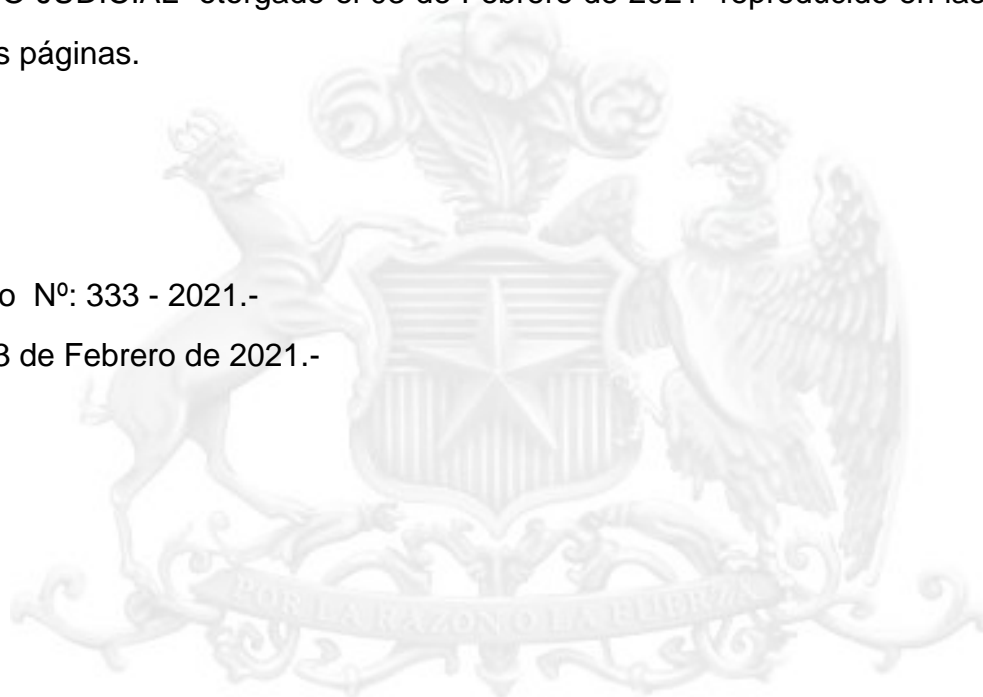 O JUDICIAL otorgado el 03 de Febrero de 2021 reproducido en las
s páginas.
o Nº: 333 - 2021.-
3 de Febrero de 2021.-
POR LA RAZON O LA FUERZA